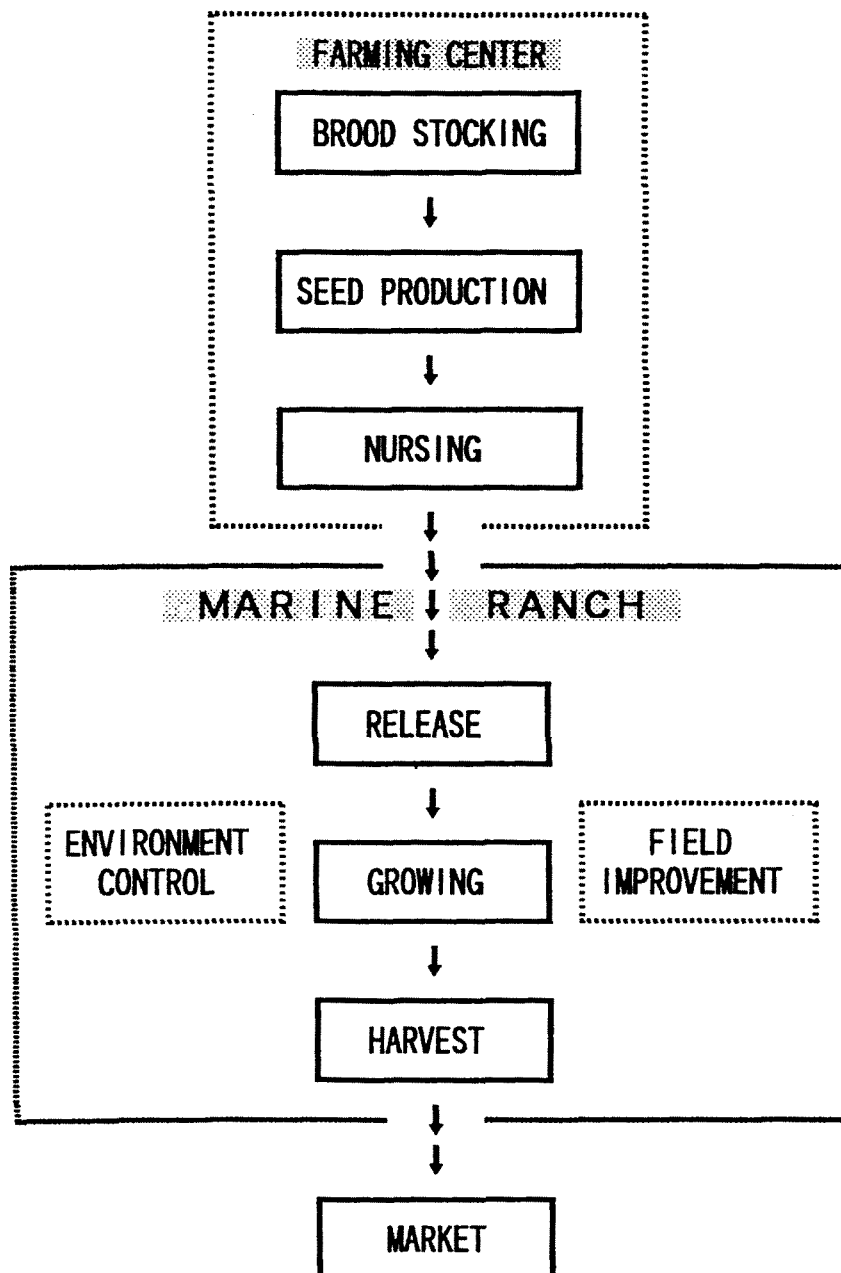 FARMING CENTER
BROOD STOCKING
SEED PRODUCTION
NURSING
MARINE RANCH
RELEASE
ENVIRONMENT
CONTROL
GROWING
FIELD
IMPROVEMENT
HARVEST
MARKET